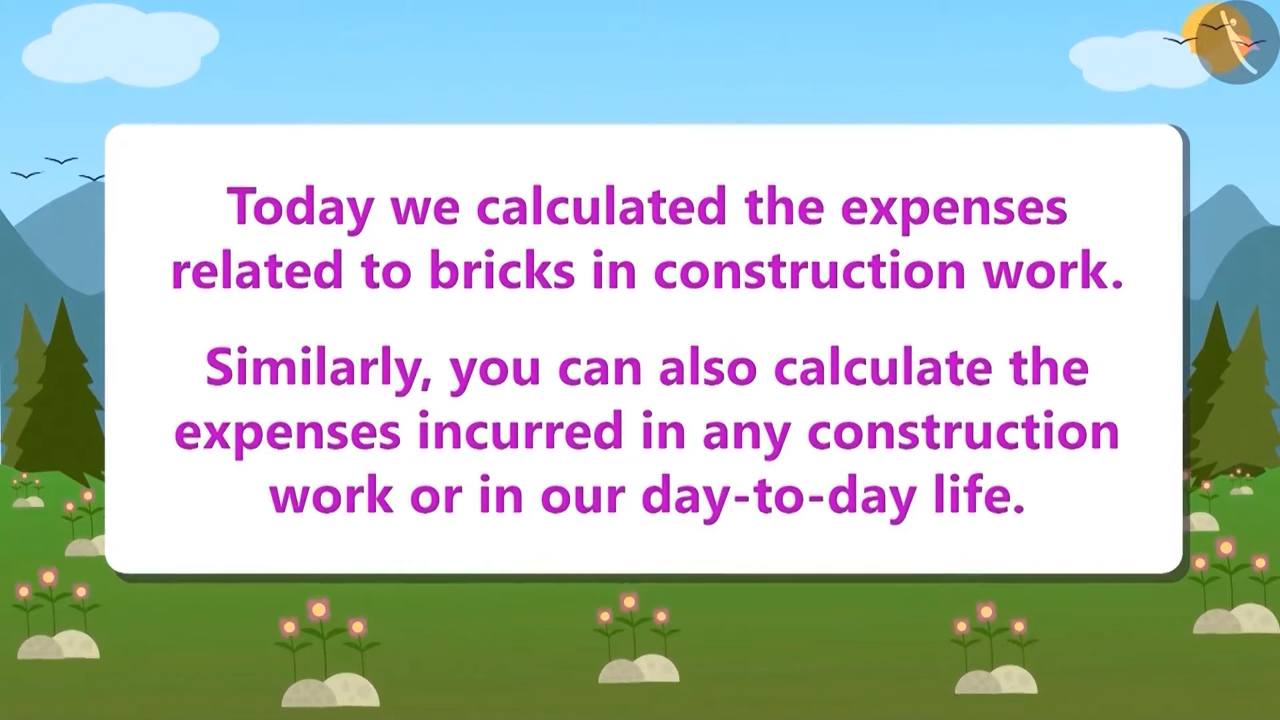 Today we calculated the expenses
related to bricks in construction work.
Similarly, you can also calculate the
expenses incurred in any construction
work or in our day-to-day life.